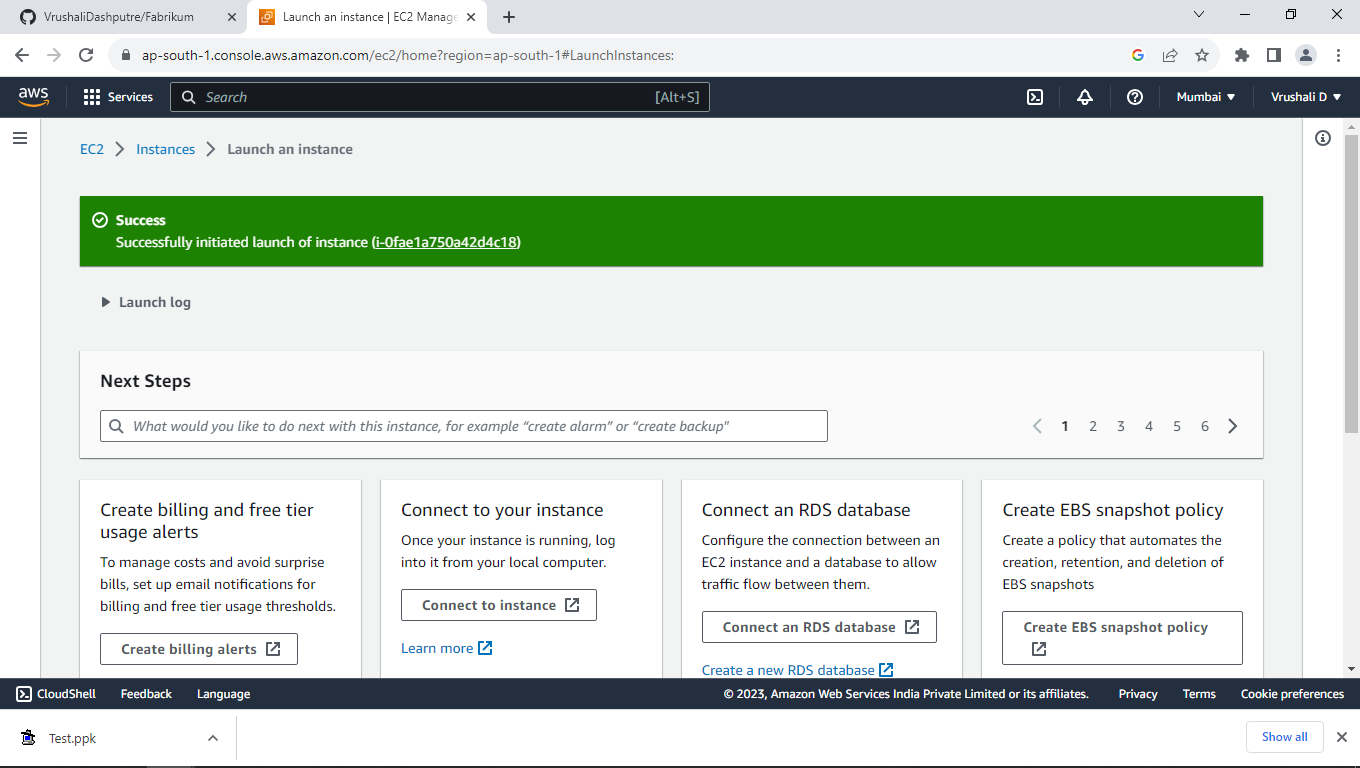 VrushaliDashputre/Fabrikum
Launch an instance | EC2 Manage
ap-south-1.console.aws.amazon.com/ec2/home?region=ap-south-1#LaunchInstances:
aws
Services
Search
[Alt+S]
Mumbai
Vrushali D
EC2
Instances
Launch an instance
Success
Successfully initiated launch of instance (i-0fae1a750a42d4c18)
Launch log
Next Steps
What would you like to do next with this instance, for example “create alarm” or “create backup”
1 2 3 4 5 6
Create billing and free tier
usage alerts
To manage costs and avoid surprise
bills, set up email notifications for
billing and free tier usage thresholds.
Create billing alerts
Connect to your instance
Once your instance is running, log
into it from your local computer.
Connect to instance
Learn more
Connect an RDS database
Configure the connection between an
EC2 instance and a database to allow
traffic flow between them.
Connect an RDS database
Create a new RDS database
Create EBS snapshot policy
Create a policy that automates the
creation, retention, and deletion of
EBS snapshots
Create EBS snapshot policy
CloudShell
Feedback
Language
© 2023, Amazon Web Services India Private Limited or its affiliates.
Privacy
Terms
Cookie preferences
Test.ppk
Show all